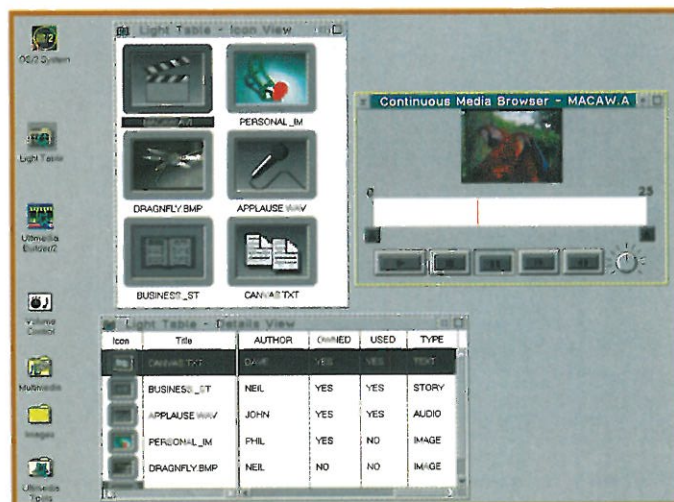 OS/2 System
Light Table
Ultimedia
Builder/2
Volume
Control
Multimedia
Images
Ultimedia
Tools
Light Table - Icon View
PERSONAL_IM
DRAGNFLY.BMP
APPLAUSE WAV
BUSINESS_ST
CANVAS TXT
Continuous Media Browser - MACAW.A
0
25
Light Table - Details View
Icon Title AUTHOR OWNED USED TYPE
CANVAS TXT DAVE YES YES TEXT
BUSINESS_ST NEIL YES YES STORY
APPLAUSE WAV JOHN YES YES AUDIO
PERSONAL_IM PHIL YES NO IMAGE
DRAGNFLY.BMP NEIL NO NO IMAGE